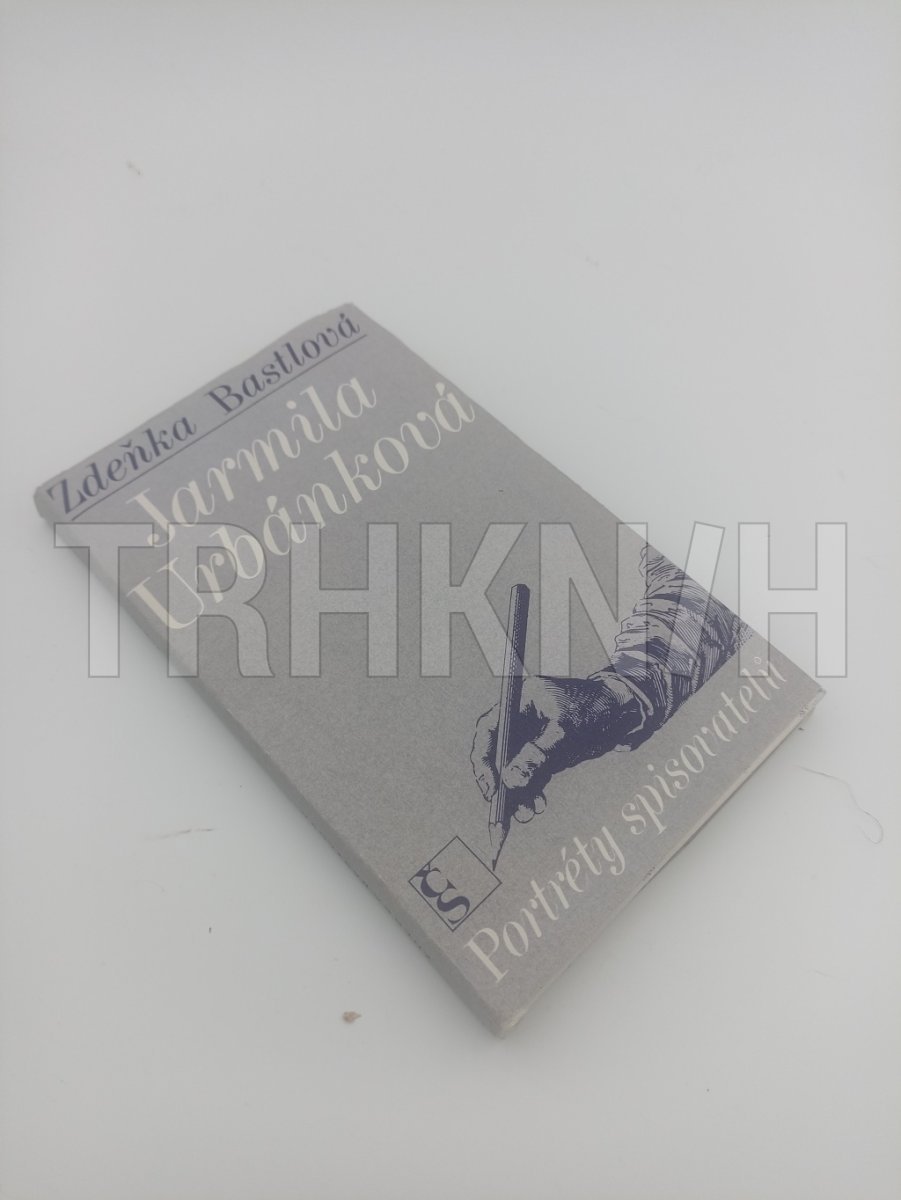 Zdeňka Bastlová
Jarmila
Urbánková
TRHKNIH
ČS
Portréty spisovatelů